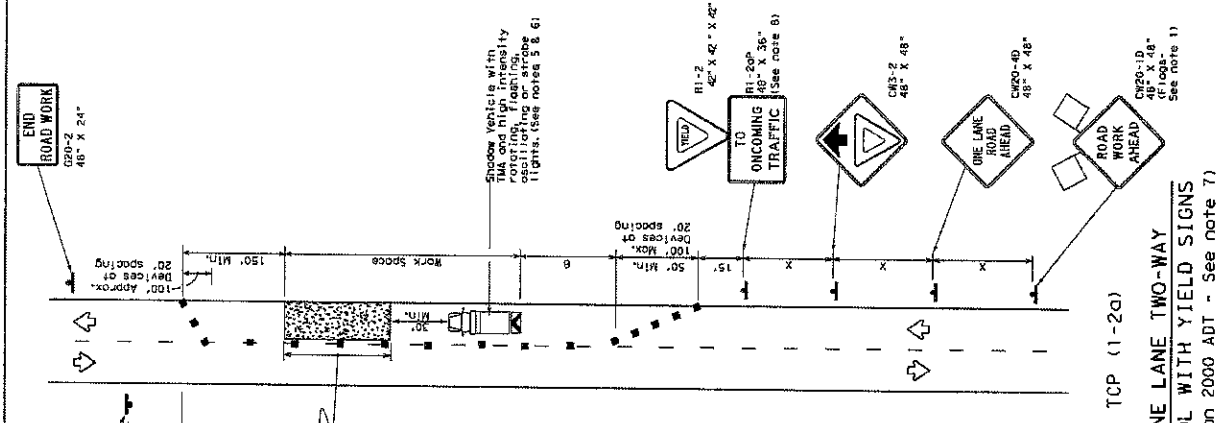 END
ROAD WORK
G20-2
48" X 24"
Shadow Vehicle with
TMA and high intensity
rotating, flashing,
oscillating or strobe
lights. (See notes 5 & 6)
100' Approx.
Devices at
20' spacing
150' Min.
Work Space
30'
Min.
B
50' Min.
100' Max.
Devices at
20' spacing
15'
X
X
X
YIELD
R1-2
42" X 42" X 42"
TO
ONCOMING
TRAFFIC
R1-2aP
48" X 36"
(See note 8)
CW3-2
48" X 48"
ONE LANE
ROAD
AHEAD
CW20-4D
48" X 48"
ROAD
WORK
AHEAD
CW20-1D
48" X 48"
(Flags-
See note 1)
TCP (1-2a)
NE LANE TWO-WAY
L WITH YIELD SIGNS
2000 ADT - See note 7)